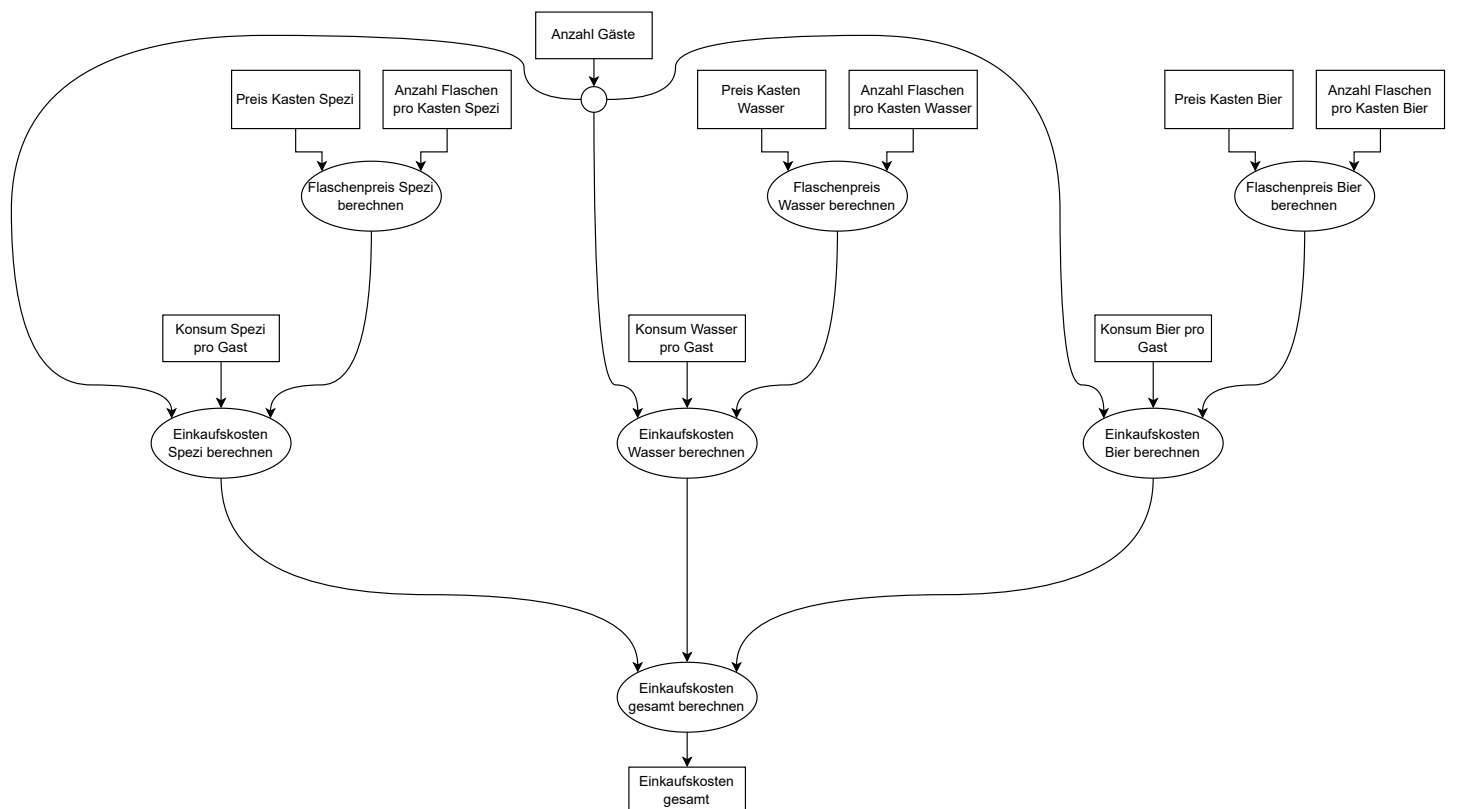 Anzahl Gäste
Preis Kasten Spezi
Anzahl Flaschen
pro Kasten Spezi
Preis Kasten
Wasser
Anzahl Flaschen
pro Kasten Wasser
Preis Kasten Bier
Anzahl Flaschen
pro Kasten Bier
Flaschenpreis Spezi
berechnen
Flaschenpreis
Wasser berechnen
Flaschenpreis Bier
berechnen
Konsum Spezi
pro Gast
Konsum Wasser
pro Gast
Konsum Bier pro
Gast
Einkaufskosten
Spezi berechnen
Einkaufskosten
Wasser berechnen
Einkaufskosten
Bier berechnen
Einkaufskosten
gesamt berechnen
Einkaufskosten
gesamt